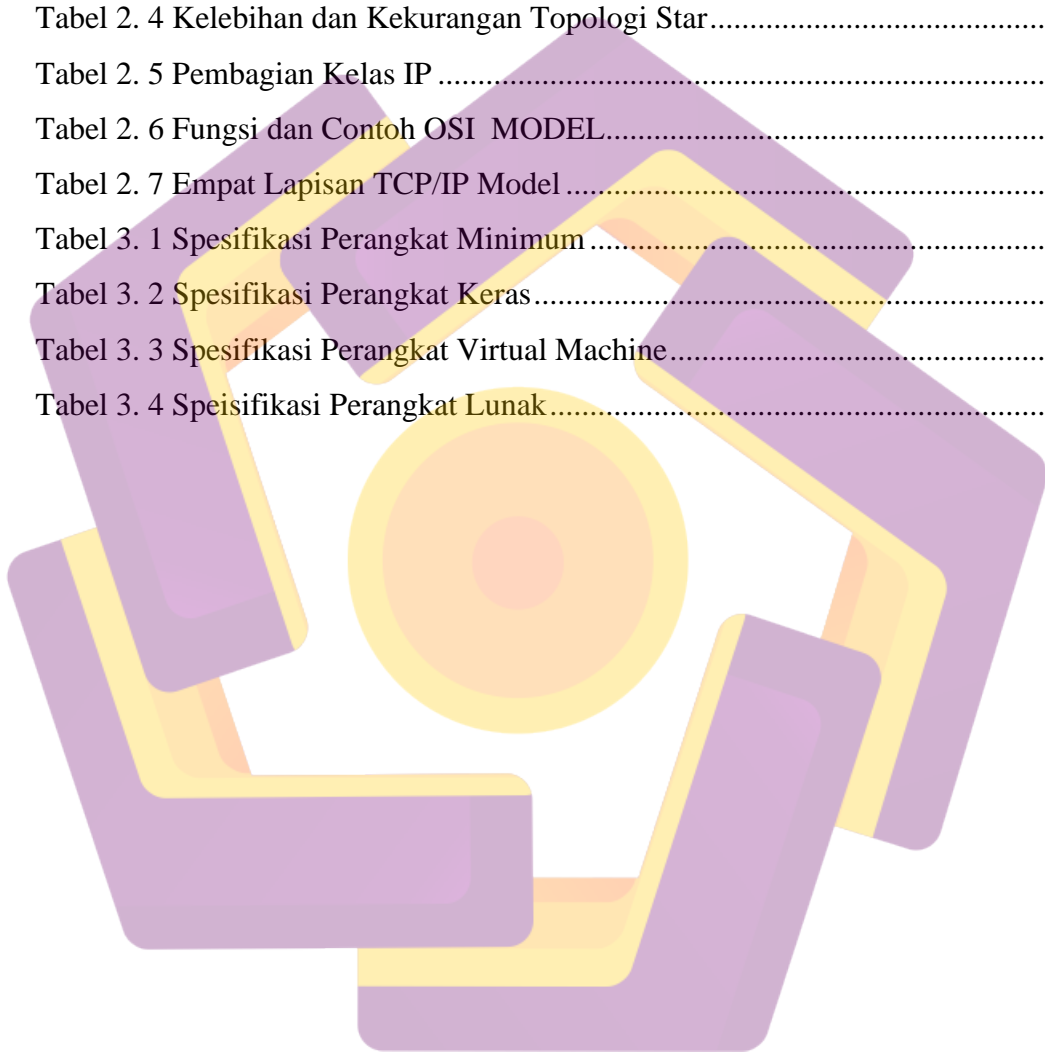 Tabel 2. 4 Kelebihan dan Kekurangan Topologi Star................................................
Tabel 2. 5 Pembagian Kelas IP ................................................................................
Tabel 2. 6 Fungsi dan Contoh OSI  MODEL...........................................................
Tabel 2. 7 Empat Lapisan TCP/IP Model ...............................................................
Tabel 3. 1 Spesifikasi Perangkat Minimum ............................................................
Tabel 3. 2 Spesifikasi Perangkat Keras....................................................................
Tabel 3. 3 Spesifikasi Perangkat Virtual Machine..................................................
Tabel 3. 4 Speisifikasi Perangkat Lunak..................................................................